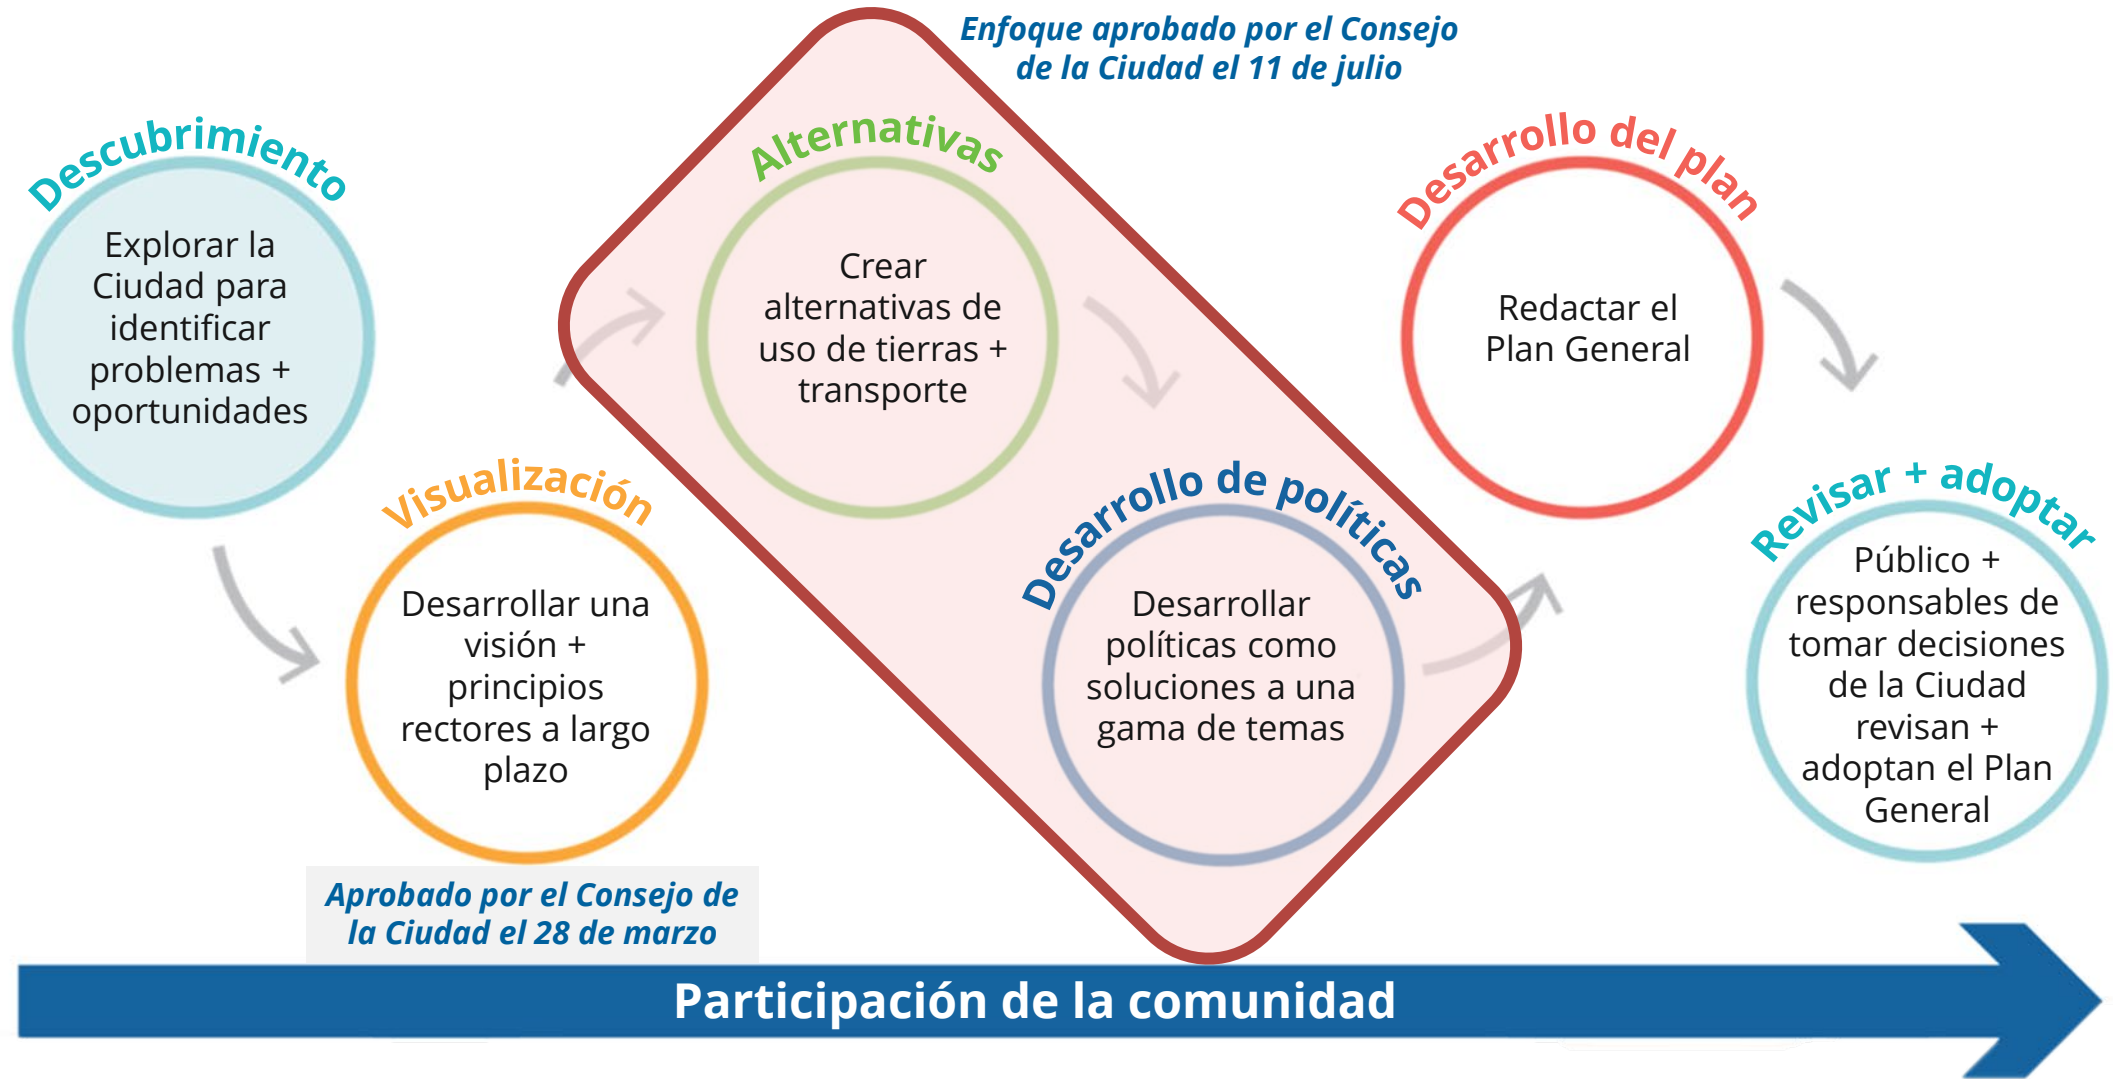 Enfoque aprobado por el Consejo
de la Ciudad el 11 de julio
Descubrimiento
Explorar la
Ciudad para
identificar
problemas +
oportunidades
Visualización
Desarrollar una
visión +
principios
rectores a largo
plazo
Aprobado por el Consejo de
la Ciudad el 28 de marzo
Alternativas
Crear
alternativas de
uso de tierras +
transporte
Desarrollo de políticas
Desarrollar
políticas como
soluciones a una
gama de temas
Desarrollo del plan
Redactar el
Plan General
Revisar + adoptar
Público +
responsables de
tomar decisiones
de la Ciudad
revisan +
adoptan el Plan
General
Participación de la comunidad